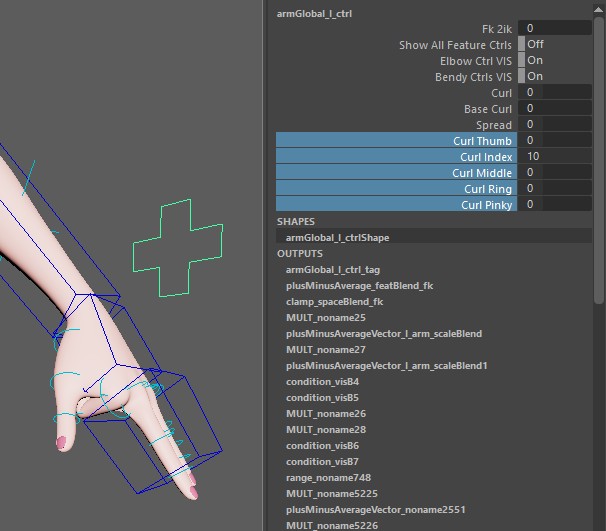 armGlobal_l_ctrl
Fk 2ik 0
Show All Feature Ctrls Off
Elbow Ctrl VIS On
Bendy Ctrls VIS On
Curl 0
Base Curl 0
Spread 0
Curl Thumb 0
Curl Index 10
Curl Middle 0
Curl Ring 0
Curl Pinky 0
SHAPES
armGlobal_l_ctrlShape
OUTPUTS
armGlobal_l_ctrl_tag
plusMinusAverage_featBlend_fk
clamp_spaceBlend_fk
MULT_noname25
plusMinusAverageVector_l_arm_scaleBlend
MULT_noname27
plusMinusAverageVector_l_arm_scaleBlend1
condition_visB4
condition_visB5
MULT_noname26
MULT_noname28
condition_visB6
condition_visB7
range_noname748
MULT_noname5225
plusMinusAverageVector_noname2551
MULT_noname5226